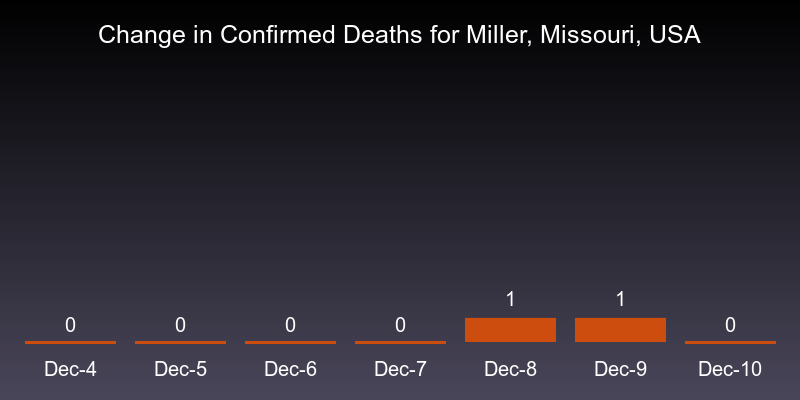 Change in Confirmed Deaths for Miller, Missouri, USA
0 0 0 0 1 1 0
Dec-4 Dec-5 Dec-6 Dec-7 Dec-8 Dec-9 Dec-10